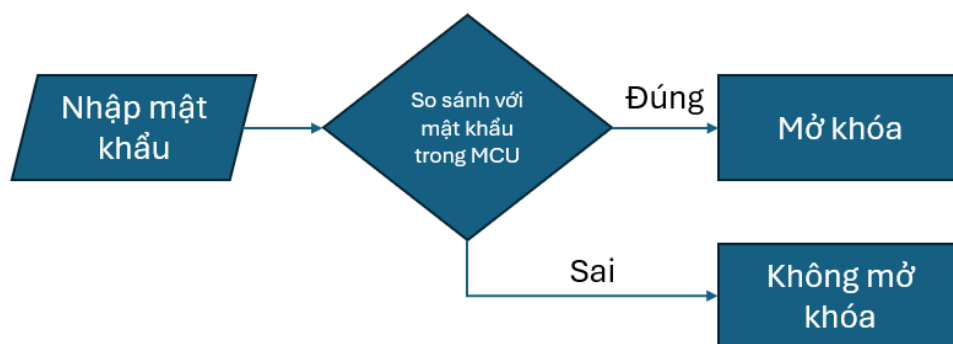 Nhập mật
khẩu
So sánh với
mật khẩu
trong MCU
Đúng
Mở khóa
Sai
Không mở
khóa